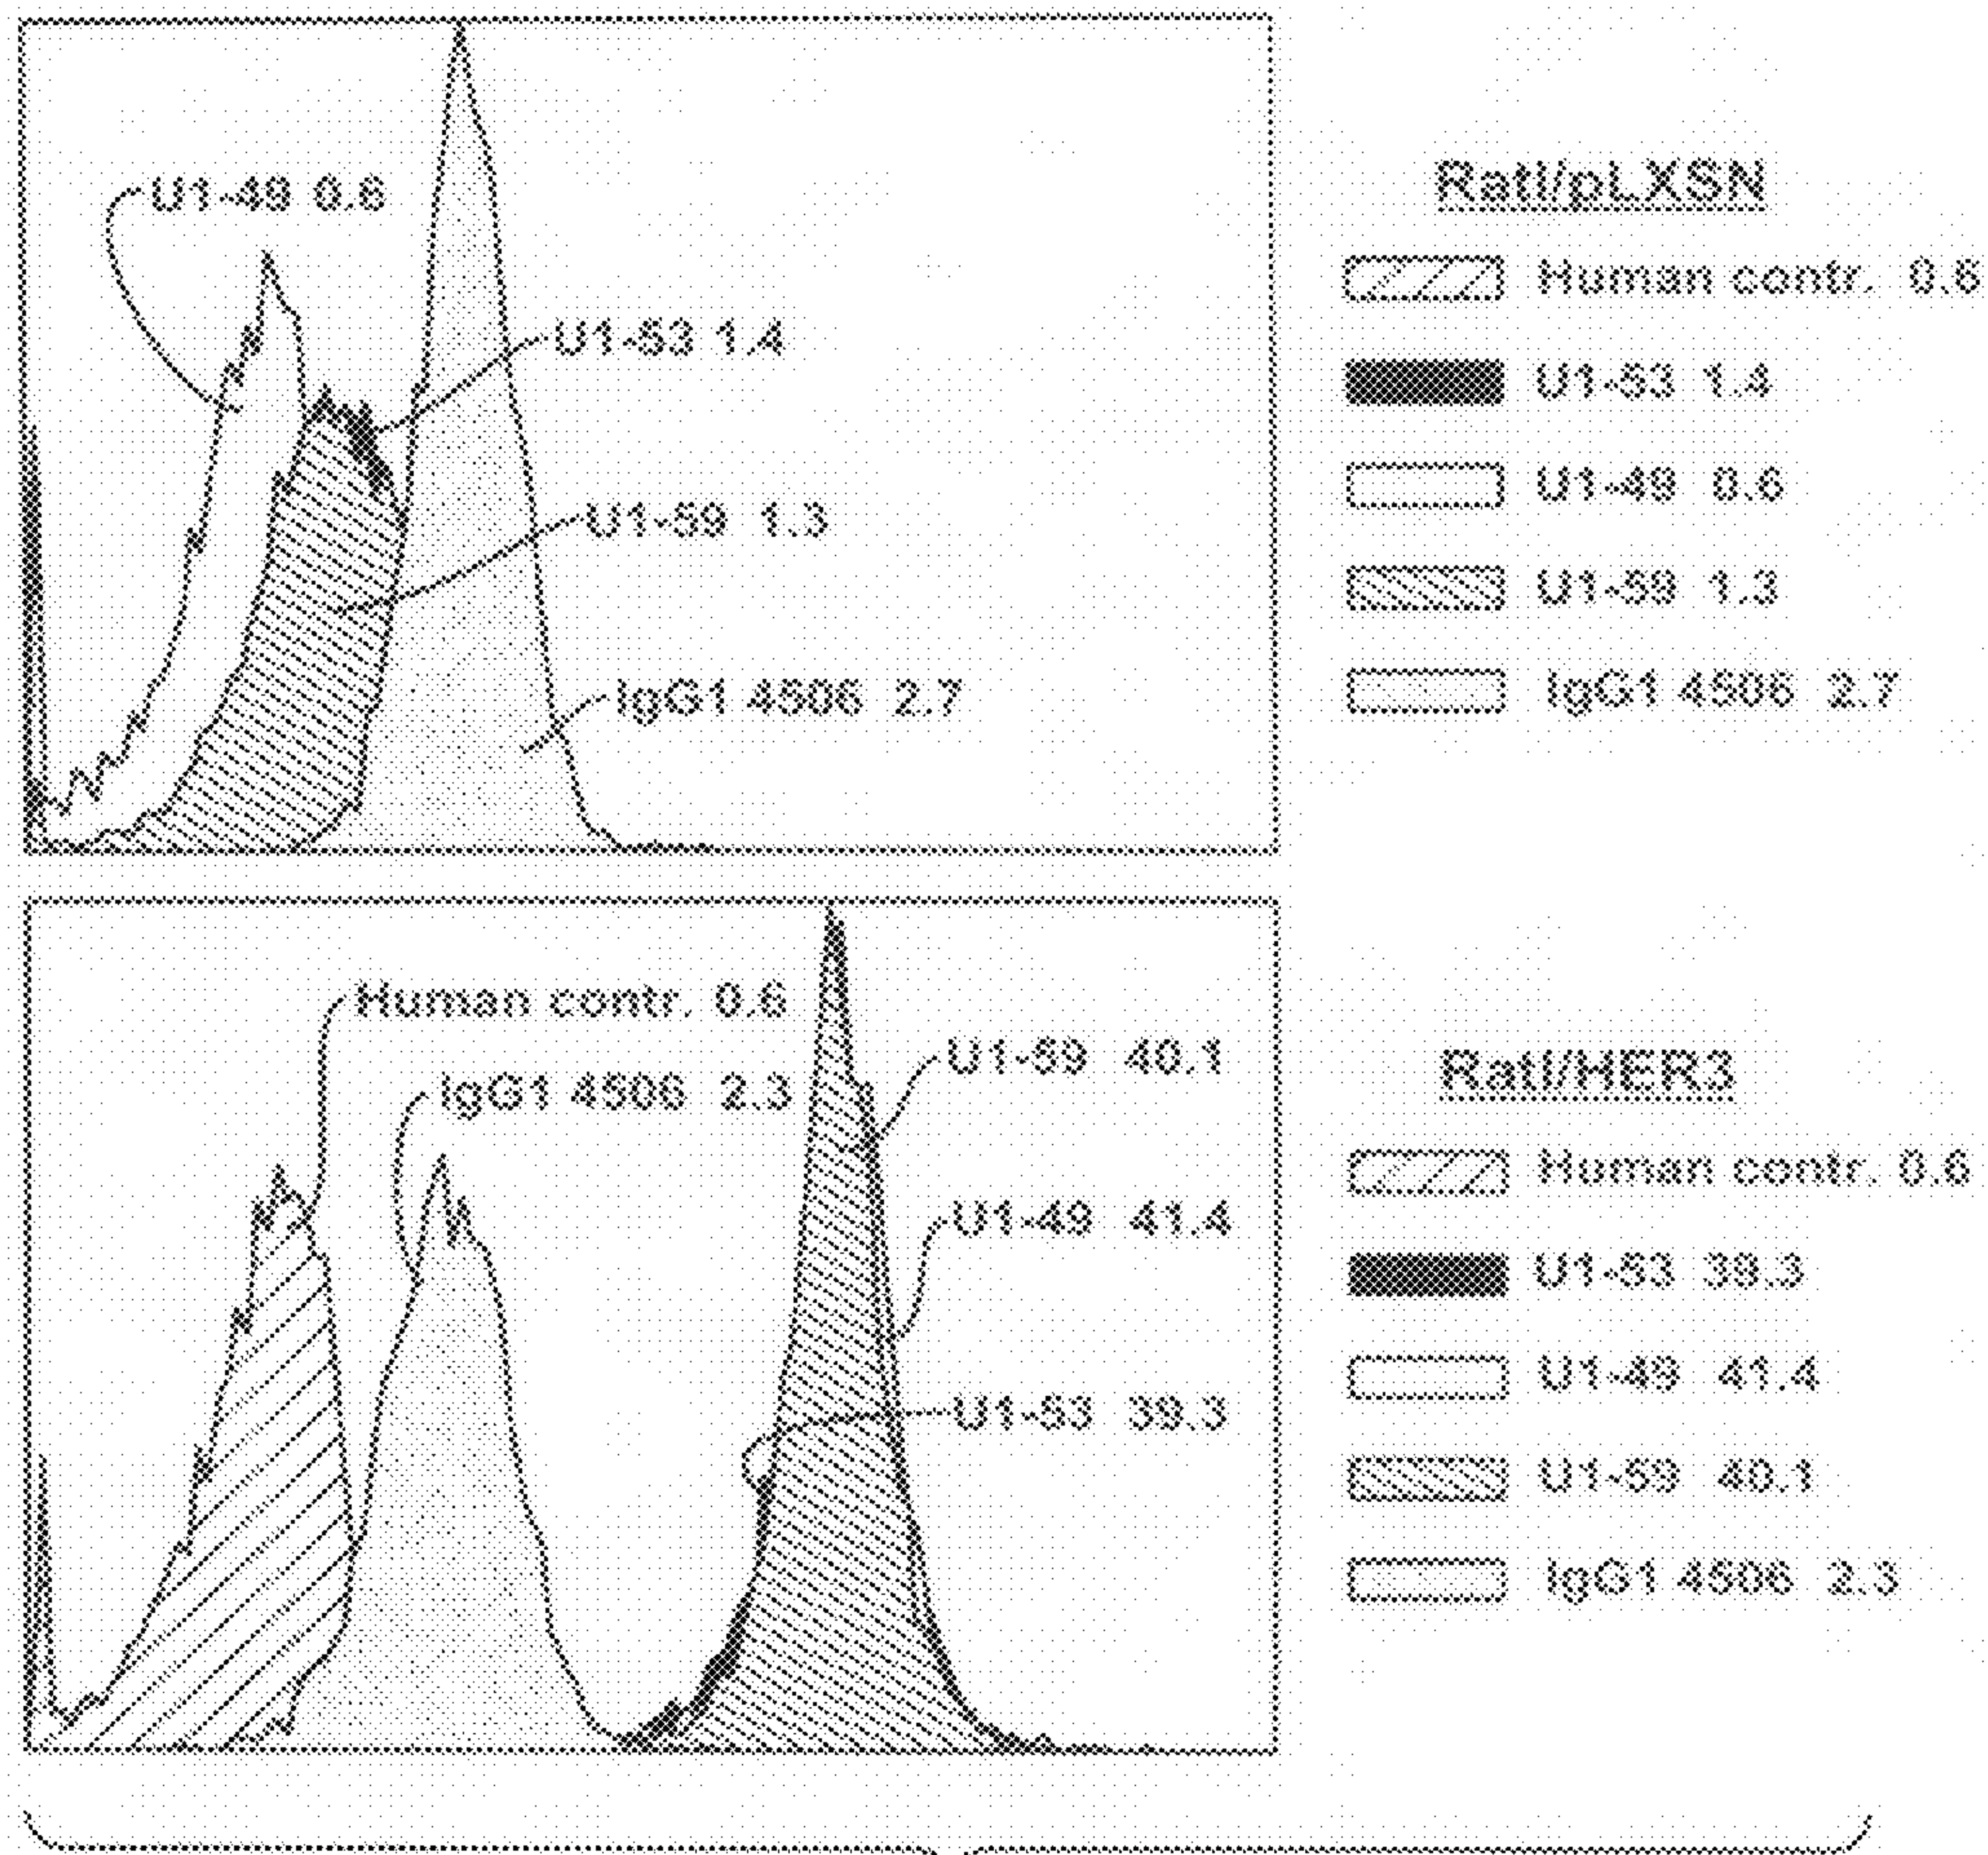 U1-49 0.6
U1-53 1.4
U1-59 1.3
IgG1 4506 2.7
RatI/pLXSN
Human contr. 0.6
U1-53 1.4
U1-49 0.6
U1-59 1.3
IgG1 4506 2.7
Human contr. 0.6
IgG1 4506 2.3
U1-59 40.1
U1-49 41.4
U1-53 39.3
RatI/HER3
Human contr. 0.6
U1-53 39.3
U1-49 41.4
U1-59 40.1
IgG1 4506 2.3